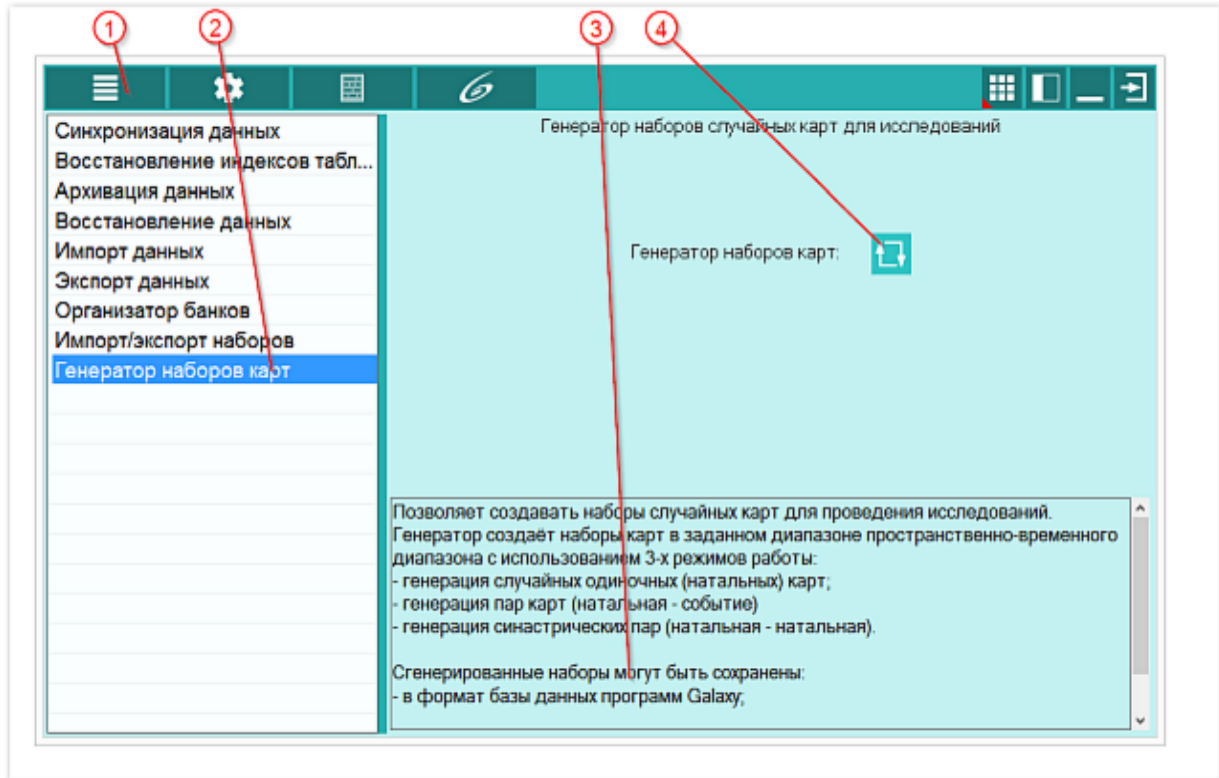 1 2 3 4
Синхронизация данных
Восстановление индексов табл...
Архивация данных
Восстановление данных
Импорт данных
Экспорт данных
Организатор банков
Импорт/экспорт наборов
Генератор наборов карт
Генератор наборов случайных карт для исследований
Генератор наборов карт:
Позволяет создавать наборы случайных карт для проведения исследований.
Генератор создаёт наборы карт в заданном диапазоне пространственно-временного
диапазона с использованием 3-х режимов работы:
- генерация случайных одиночных (натальных) карт;
- генерация пар карт (натальная - событие)
- генерация синастрических пар (натальная - натальная).
Сгенерированные наборы могут быть сохранены:
- в формат базы данных программ Galaxy;